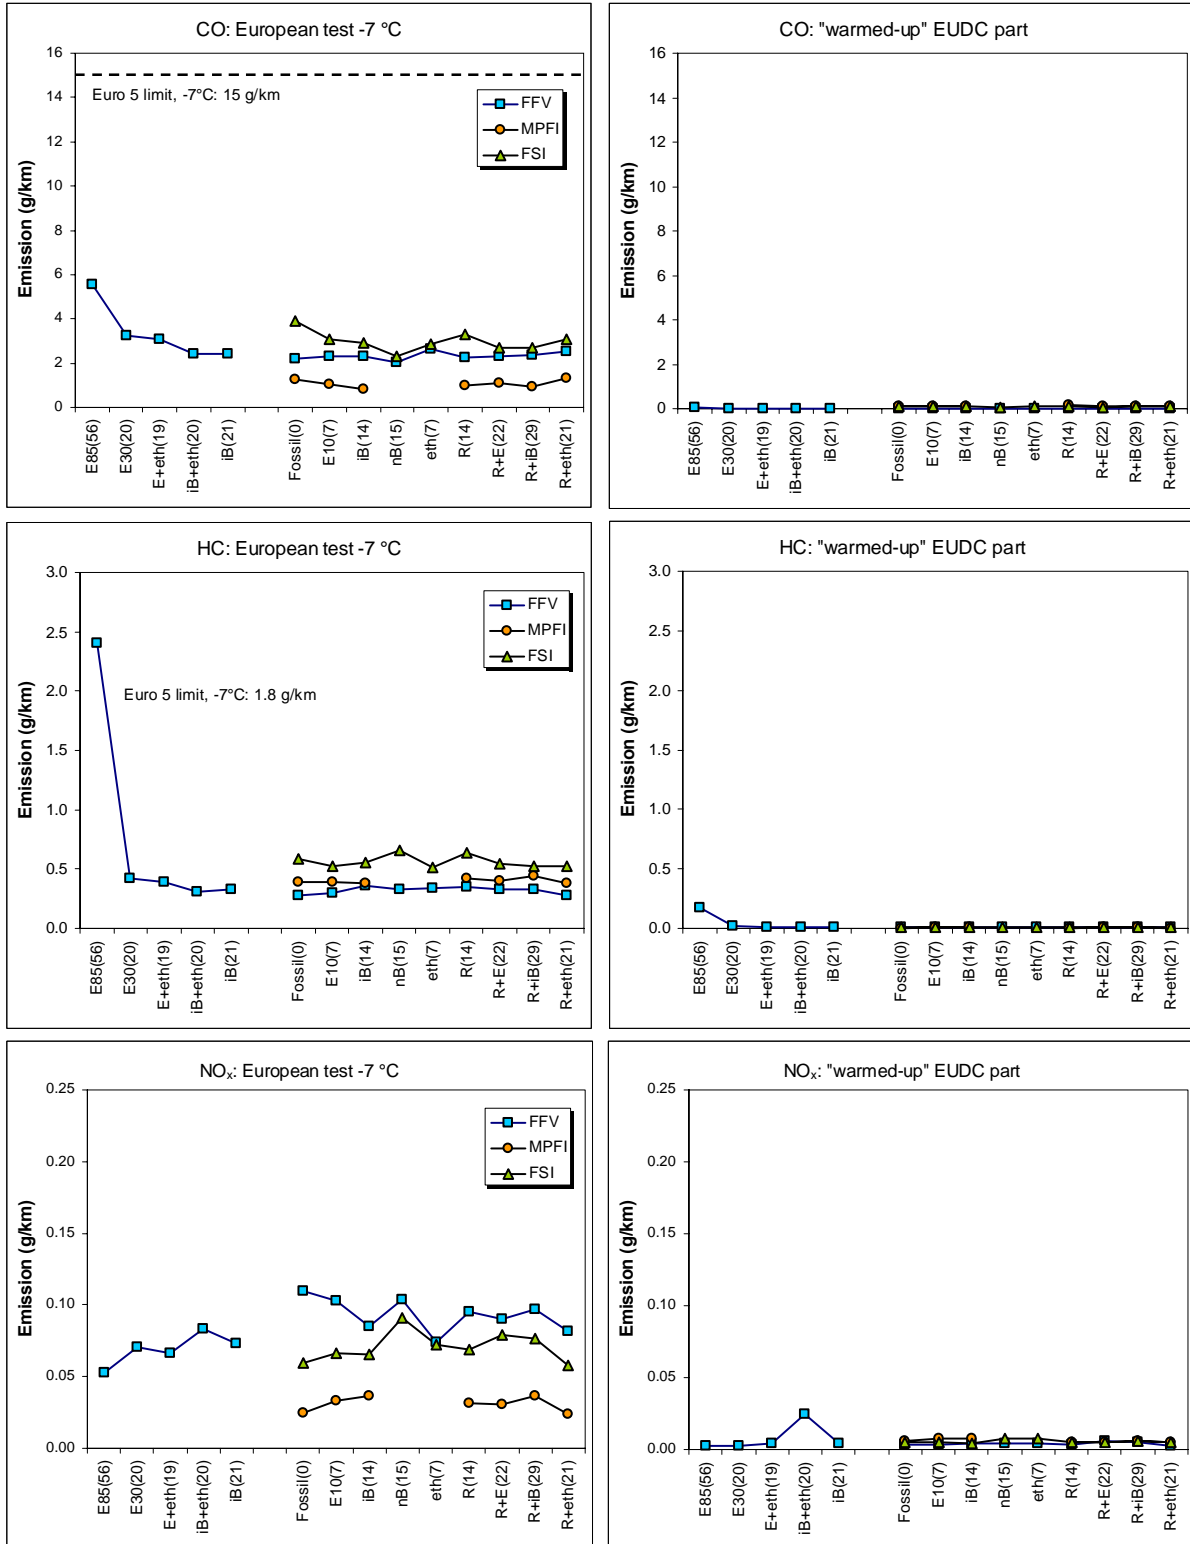 CO: European test -7 °C
16
14
12
10
8
6
4
2
0
Emission (g/km)
Euro 5 limit, -7°C: 15 g/km
FFV
MPFI
FSI
E85(56)
E30(20)
E+eth(19)
iB+eth(20)
iB(21)
Fossil(0)
E10(7)
iB(14)
nB(15)
eth(7)
R(14)
R+E(22)
R+iB(29)
R+eth(21)
CO: "warmed-up" EUDC part
16
14
12
10
8
6
4
2
0
Emission (g/km)
E85(56)
E30(20)
E+eth(19)
iB+eth(20)
iB(21)
Fossil(0)
E10(7)
iB(14)
nB(15)
eth(7)
R(14)
R+E(22)
R+iB(29)
R+eth(21)
HC: European test -7 °C
3.0
2.5
2.0
1.5
1.0
0.5
0.0
Emission (g/km)
FFV
MPFI
FSI
Euro 5 limit, -7°C: 1.8 g/km
E85(56)
E30(20)
E+eth(19)
iB+eth(20)
iB(21)
Fossil(0)
E10(7)
iB(14)
nB(15)
eth(7)
R(14)
R+E(22)
R+iB(29)
R+eth(21)
HC: "warmed-up" EUDC part
3.0
2.5
2.0
1.5
1.0
0.5
0.0
Emission (g/km)
E85(56)
E30(20)
E+eth(19)
iB+eth(20)
iB(21)
Fossil(0)
E10(7)
iB(14)
nB(15)
eth(7)
R(14)
R+E(22)
R+iB(29)
R+eth(21)
NOₓ: European test -7 °C
0.25
0.20
0.15
0.10
0.05
0.00
Emission (g/km)
FFV
MPFI
FSI
E85(56)
E30(20)
E+eth(19)
iB+eth(20)
iB(21)
Fossil(0)
E10(7)
iB(14)
nB(15)
eth(7)
R(14)
R+E(22)
R+iB(29)
R+eth(21)
NOₓ: "warmed-up" EUDC part
0.25
0.20
0.15
0.10
0.05
0.00
Emission (g/km)
E85(56)
E30(20)
E+eth(19)
iB+eth(20)
iB(21)
Fossil(0)
E10(7)
iB(14)
nB(15)
eth(7)
R(14)
R+E(22)
R+iB(29)
R+eth(21)